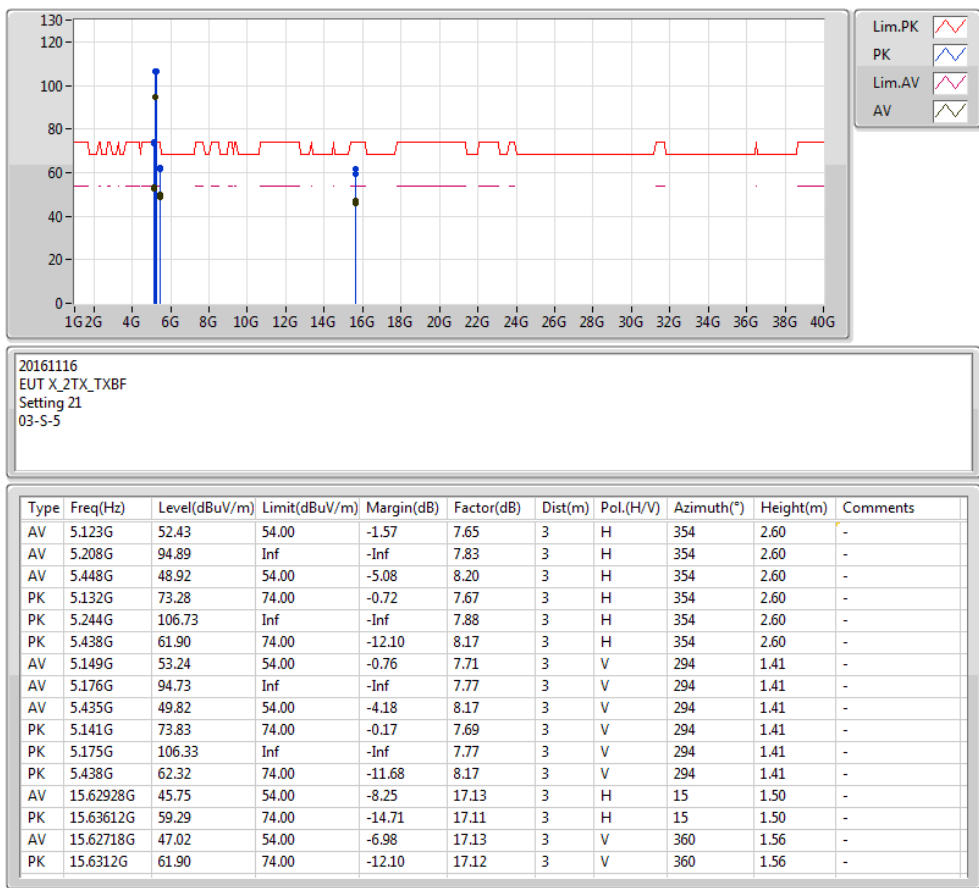 130
120
100
80
60
40
20
0
1G 2G 4G 6G 8G 10G 12G 14G 16G 18G 20G 22G 24G 26G 28G 30G 32G 34G 36G 38G 40G
Lim.PK
PK
Lim.AV
AV
20161116
EUT X_2TX_TXBF
Setting 21
03-S-5
Type Freq(Hz) Level(dBuV/m) Limit(dBuV/m) Margin(dB) Factor(dB) Dist(m) Pol.(H/V) Azimuth(°) Height(m) Comments
AV 5.123G 52.43 54.00 -1.57 7.65 3 H 354 2.60 -
AV 5.208G 94.89 Inf -Inf 7.83 3 H 354 2.60 -
AV 5.448G 48.92 54.00 -5.08 8.20 3 H 354 2.60 -
PK 5.132G 73.28 74.00 -0.72 7.67 3 H 354 2.60 -
PK 5.244G 106.73 Inf -Inf 7.88 3 H 354 2.60 -
PK 5.438G 61.90 74.00 -12.10 8.17 3 H 354 2.60 -
AV 5.149G 53.24 54.00 -0.76 7.71 3 V 294 1.41 -
AV 5.176G 94.73 Inf -Inf 7.77 3 V 294 1.41 -
AV 5.435G 49.82 54.00 -4.18 8.17 3 V 294 1.41 -
PK 5.141G 73.83 74.00 -0.17 7.69 3 V 294 1.41 -
PK 5.175G 106.33 Inf -Inf 7.77 3 V 294 1.41 -
PK 5.438G 62.32 74.00 -11.68 8.17 3 V 294 1.41 -
AV 15.62928G 45.75 54.00 -8.25 17.13 3 H 15 1.50 -
PK 15.63612G 59.29 74.00 -14.71 17.11 3 H 15 1.50 -
AV 15.62718G 47.02 54.00 -6.98 17.13 3 V 360 1.56 -
PK 15.6312G 61.90 74.00 -12.10 17.12 3 V 360 1.56 -